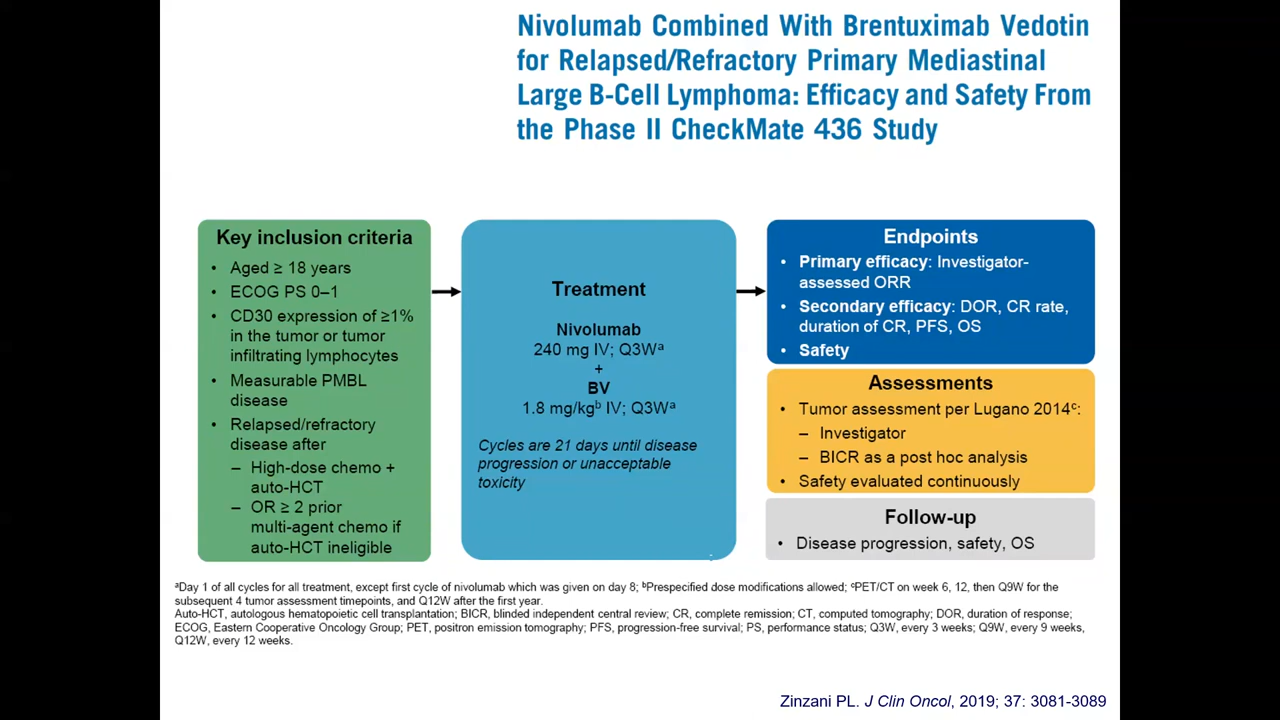 Nivolumab Combined With Brentuximab Vedotin
for Relapsed/Refractory Primary Mediastinal
Large B-Cell Lymphoma: Efficacy and Safety From
the Phase II CheckMate 436 Study
Key inclusion criteria
• Aged ≥ 18 years
• ECOG PS 0–1
• CD30 expression of ≥1%
in the tumor or tumor
infiltrating lymphocytes
• Measurable PMBL
disease
• Relapsed/refractory
disease after
– High-dose chemo +
auto-HCT
– OR ≥ 2 prior
multi-agent chemo if
auto-HCT ineligible
Treatment
Nivolumab
240 mg IV; Q3Wᵃ
+
BV
1.8 mg/kgᵇ IV; Q3Wᵃ
Cycles are 21 days until disease
progression or unacceptable
toxicity
Endpoints
• Primary efficacy: Investigator-
assessed ORR
• Secondary efficacy: DOR, CR rate,
duration of CR, PFS, OS
• Safety
Assessments
• Tumor assessment per Lugano 2014ᶜ:
– Investigator
– BICR as a post hoc analysis
• Safety evaluated continuously
Follow-up
• Disease progression, safety, OS
ᵃDay 1 of all cycles for all treatment, except first cycle of nivolumab which was given on day 8; ᵇPrespecified dose modifications allowed; ᶜPET/CT on week 6, 12, then Q9W for the
subsequent 4 tumor assessment timepoints, and Q12W after the first year.
Auto-HCT, autologous hematopoietic cell transplantation; BICR, blinded independent central review; CR, complete remission; CT, computed tomography; DOR, duration of response;
ECOG, Eastern Cooperative Oncology Group; PET, positron emission tomography; PFS, progression-free survival; PS, performance status; Q3W, every 3 weeks; Q9W, every 9 weeks,
Q12W, every 12 weeks.
Zinzani PL. J Clin Oncol, 2019; 37: 3081-3089